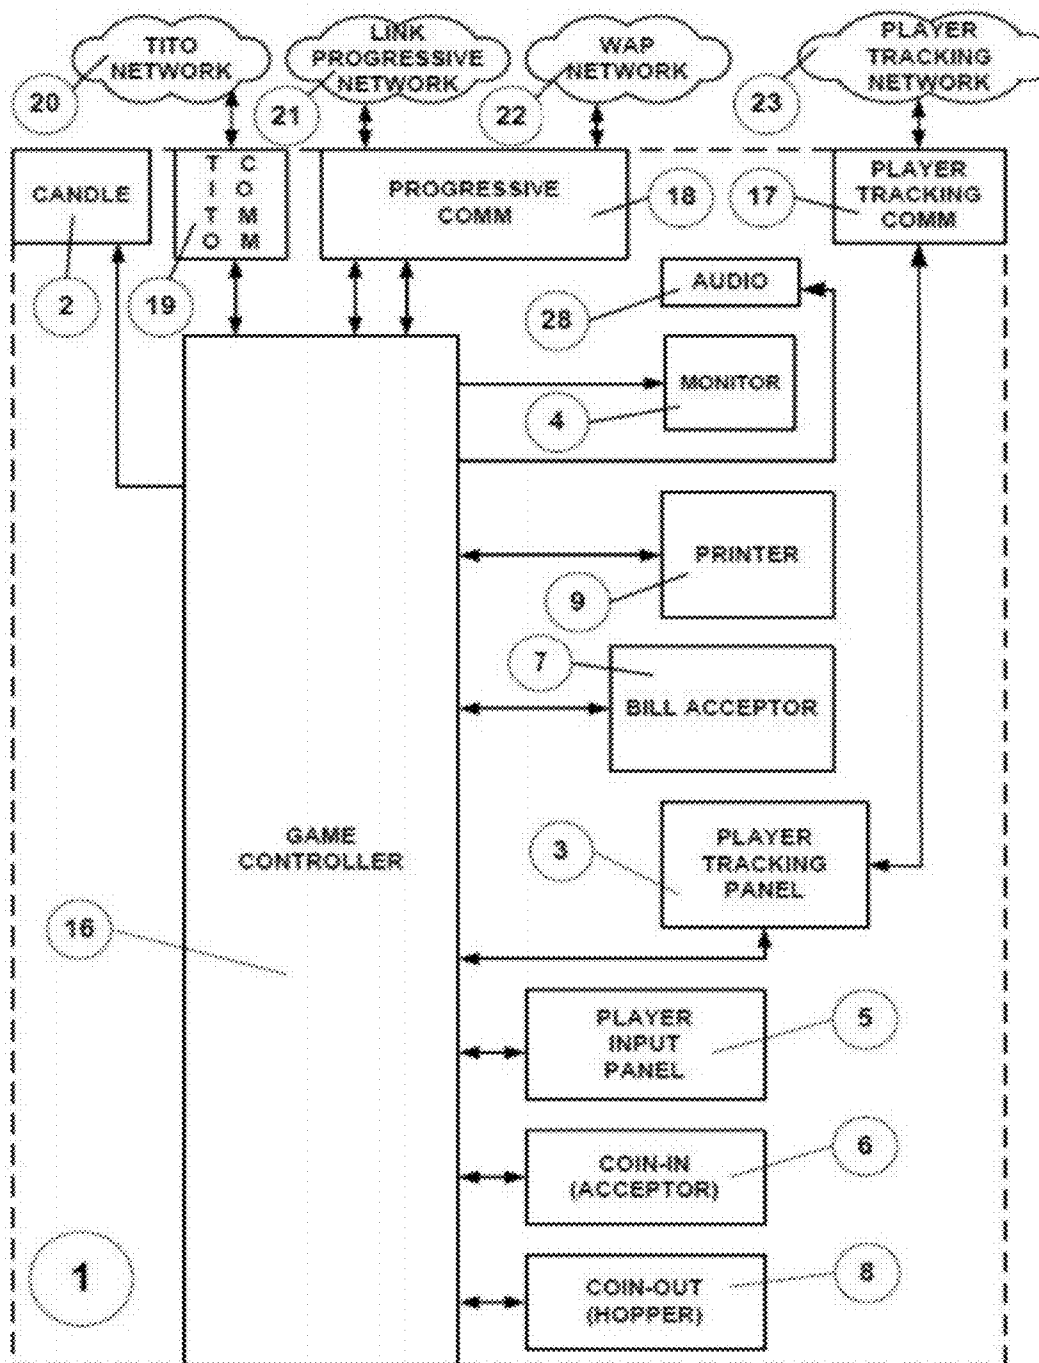 TITO
NETWORK
20
LINK
PROGRESSIVE
NETWORK
21
WAP
NETWORK
22
PLAYER
TRACKING
NETWORK
23
CANDLE
2
TITO
COMM
19
PROGRESSIVE
COMM
18
17
PLAYER
TRACKING
COMM
AUDIO
28
MONITOR
4
PRINTER
9
7
BILL ACCEPTOR
GAME
CONTROLLER
16
3
PLAYER
TRACKING
PANEL
PLAYER
INPUT
PANEL
5
COIN-IN
(ACCEPTOR)
6
1
COIN-OUT
(HOPPER)
8